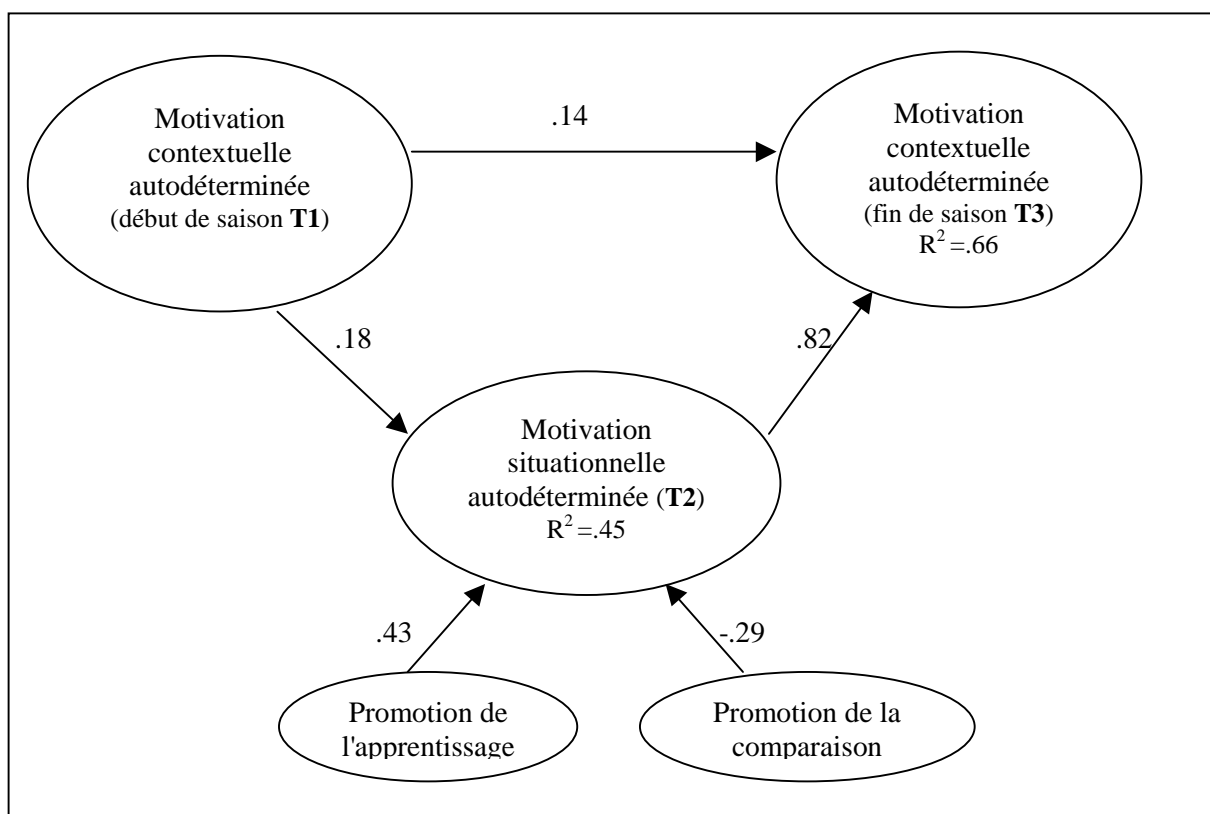 Motivation
contextuelle
autodéterminée
(début de saison T1)
.14
Motivation
contextuelle
autodéterminée
(fin de saison T3)
R² =.66
.18
.82
Motivation
situationnelle
autodéterminée (T2)
R² =.45
.43
-.29
Promotion de
l'apprentissage
Promotion de la
comparaison